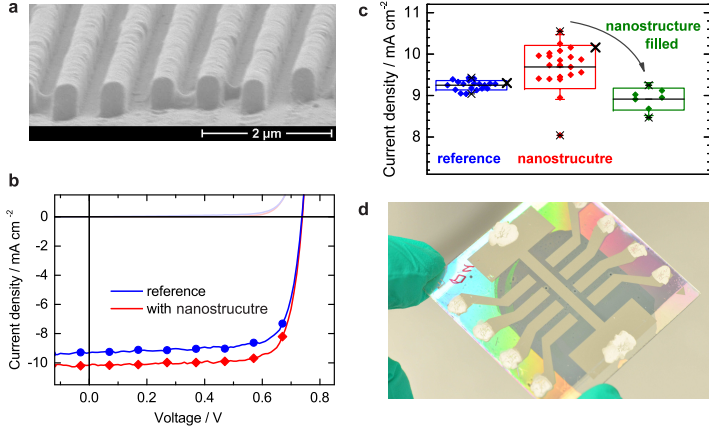 a
2 µm
b
Current density / mA cm⁻²
0
-2
-4
-6
-8
-10
reference
with nanostrucutre
0.0
0.2
0.4
0.6
0.8
Voltage / V
c
Current density / mA cm⁻²
11
10
9
8
nanostructure
filled
reference
nanostrucutre
d